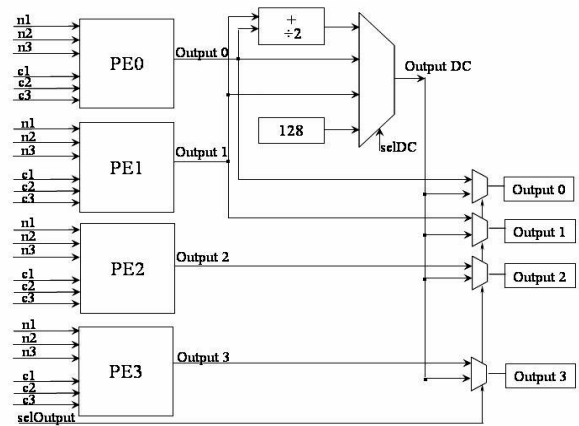 n1
n2
n3
c1
c2
c3
PE0
Output 0
+
÷2
Output DC
128
selDC
n1
n2
n3
c1
c2
c3
PE1
Output 1
Output 0
Output 1
n1
n2
n3
c1
c2
c3
PE2
Output 2
Output 2
n1
n2
n3
c1
c2
c3
PE3
Output 3
Output 3
selOutput